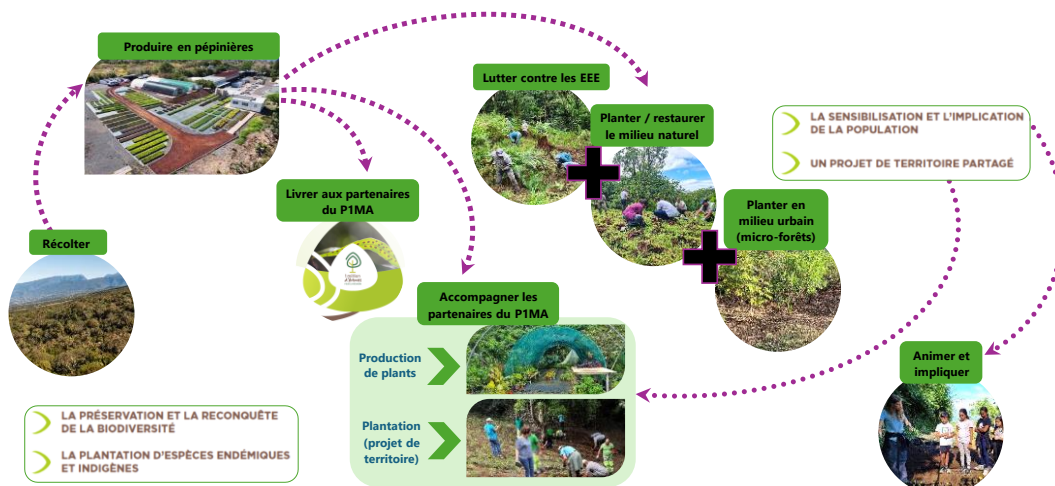 Produire en pépinières
Lutter contre les EEE
Planter / restaurer
le milieu naturel
LA SENSIBILISATION ET L'IMPLICATION
DE LA POPULATION
UN PROJET DE TERRITOIRE PARTAGÉ
Livrer aux partenaires
du P1MA
Planter en
milieu urbain
(micro-forêts)
Récolter
Accompagner les
partenaires du P1MA
Production
de plants
Plantation
(projet de
territoire)
Animer et
impliquer
LA PRÉSERVATION ET LA RECONQUÊTE
DE LA BIODIVERSITÉ
LA PLANTATION D'ESPÈCES ENDÉMIQUES
ET INDIGÈNES